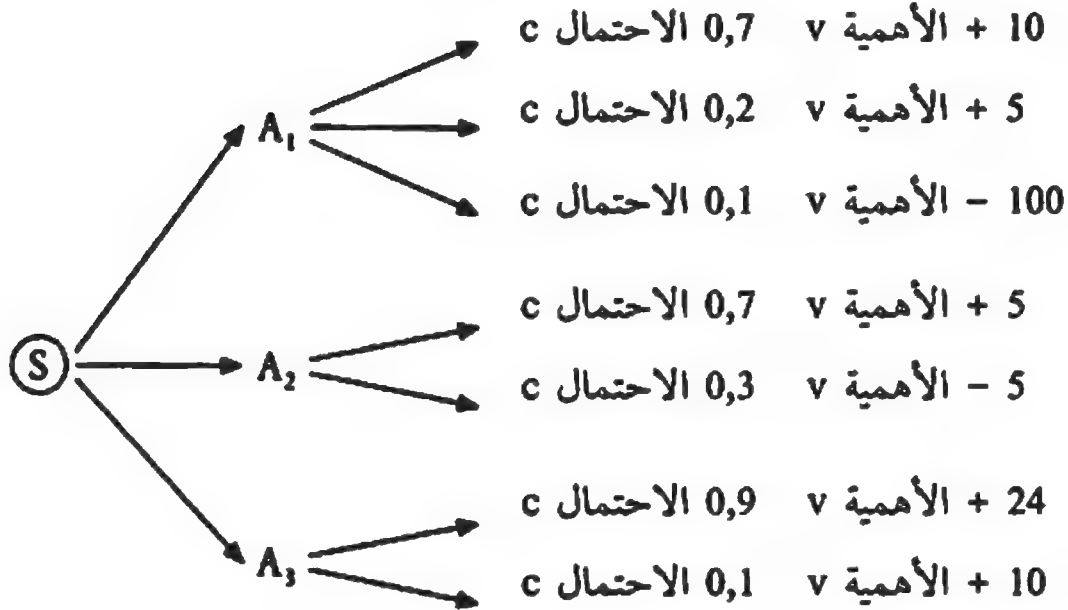 c الاحتمال 0,7 v الأهمية + 10
A₁
c الاحتمال 0,2 v الأهمية + 5
c الاحتمال 0,1 v الأهمية − 100
c الاحتمال 0,7 v الأهمية + 5
S
A₂
c الاحتمال 0,3 v الأهمية − 5
c الاحتمال 0,9 v الأهمية + 24
A₃
c الاحتمال 0,1 v الأهمية + 10